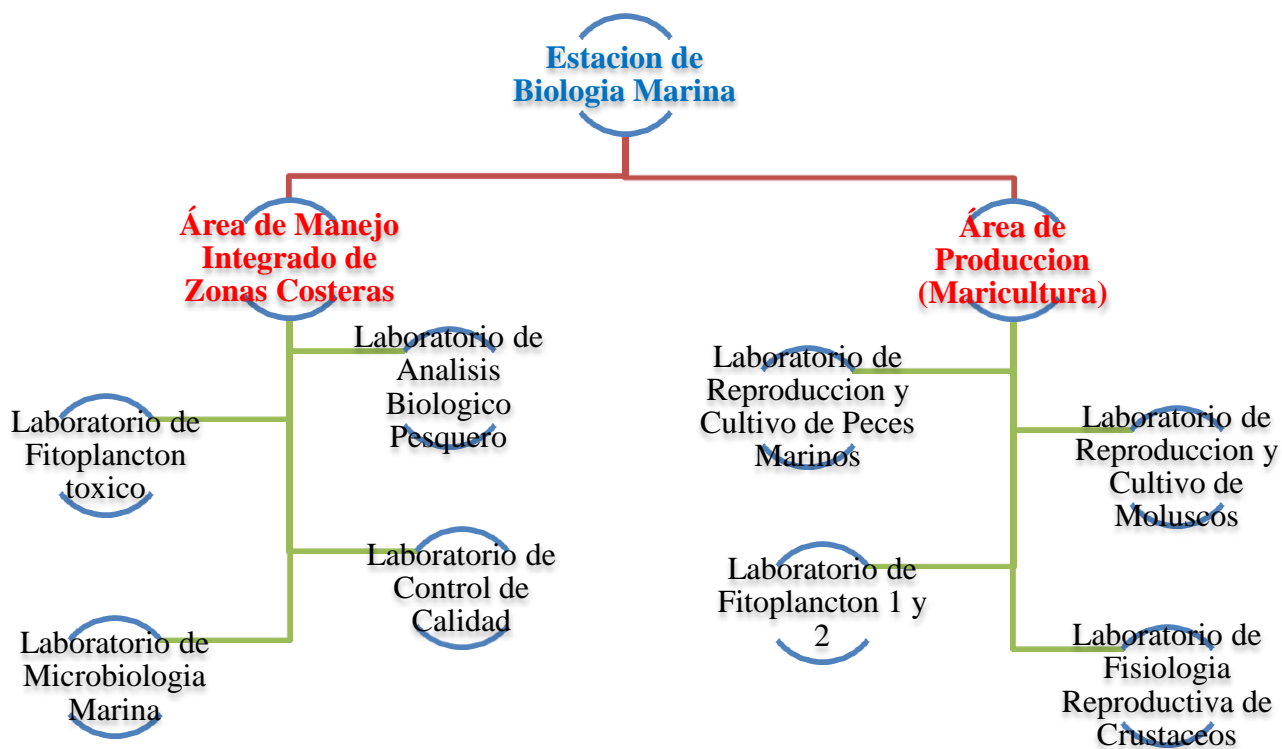 Estacion de
Biologia Marina
Área de Manejo
Integrado de
Zonas Costeras
Área de
Produccion
(Maricultura)
Laboratorio de
Analisis
Biologico
Pesquero
Laboratorio de
Fitoplancton
toxico
Laboratorio de
Control de
Calidad
Laboratorio de
Microbiologia
Marina
Laboratorio de
Reproduccion y
Cultivo de Peces
Marinos
Laboratorio de
Reproduccion y
Cultivo de
Moluscos
Laboratorio de
Fitoplancton 1 y
2
Laboratorio de
Fisiologia
Reproductiva de
Crustaceos